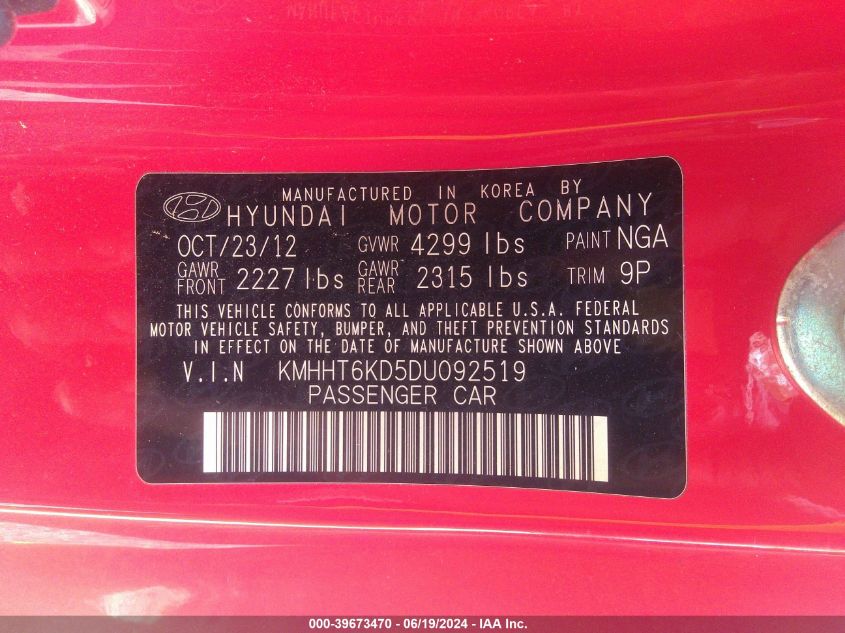 MANUFACTURED IN KOREA BY
HYUNDAI MOTOR COMPANY
OCT/23/12 GVWR 4299 lbs PAINT NGA
GAWR FRONT 2227 lbs GAWR REAR 2315 lbs TRIM 9P
THIS VEHICLE CONFORMS TO ALL APPLICABLE U.S.A. FEDERAL
MOTOR VEHICLE SAFETY, BUMPER, AND THEFT PREVENTION STANDARDS
IN EFFECT ON THE DATE OF MANUFACTURE SHOWN ABOVE
V.I.N KMHHT6KD5DU092519
PASSENGER CAR
000-39673470 - 06/19/2024 - IAA Inc.